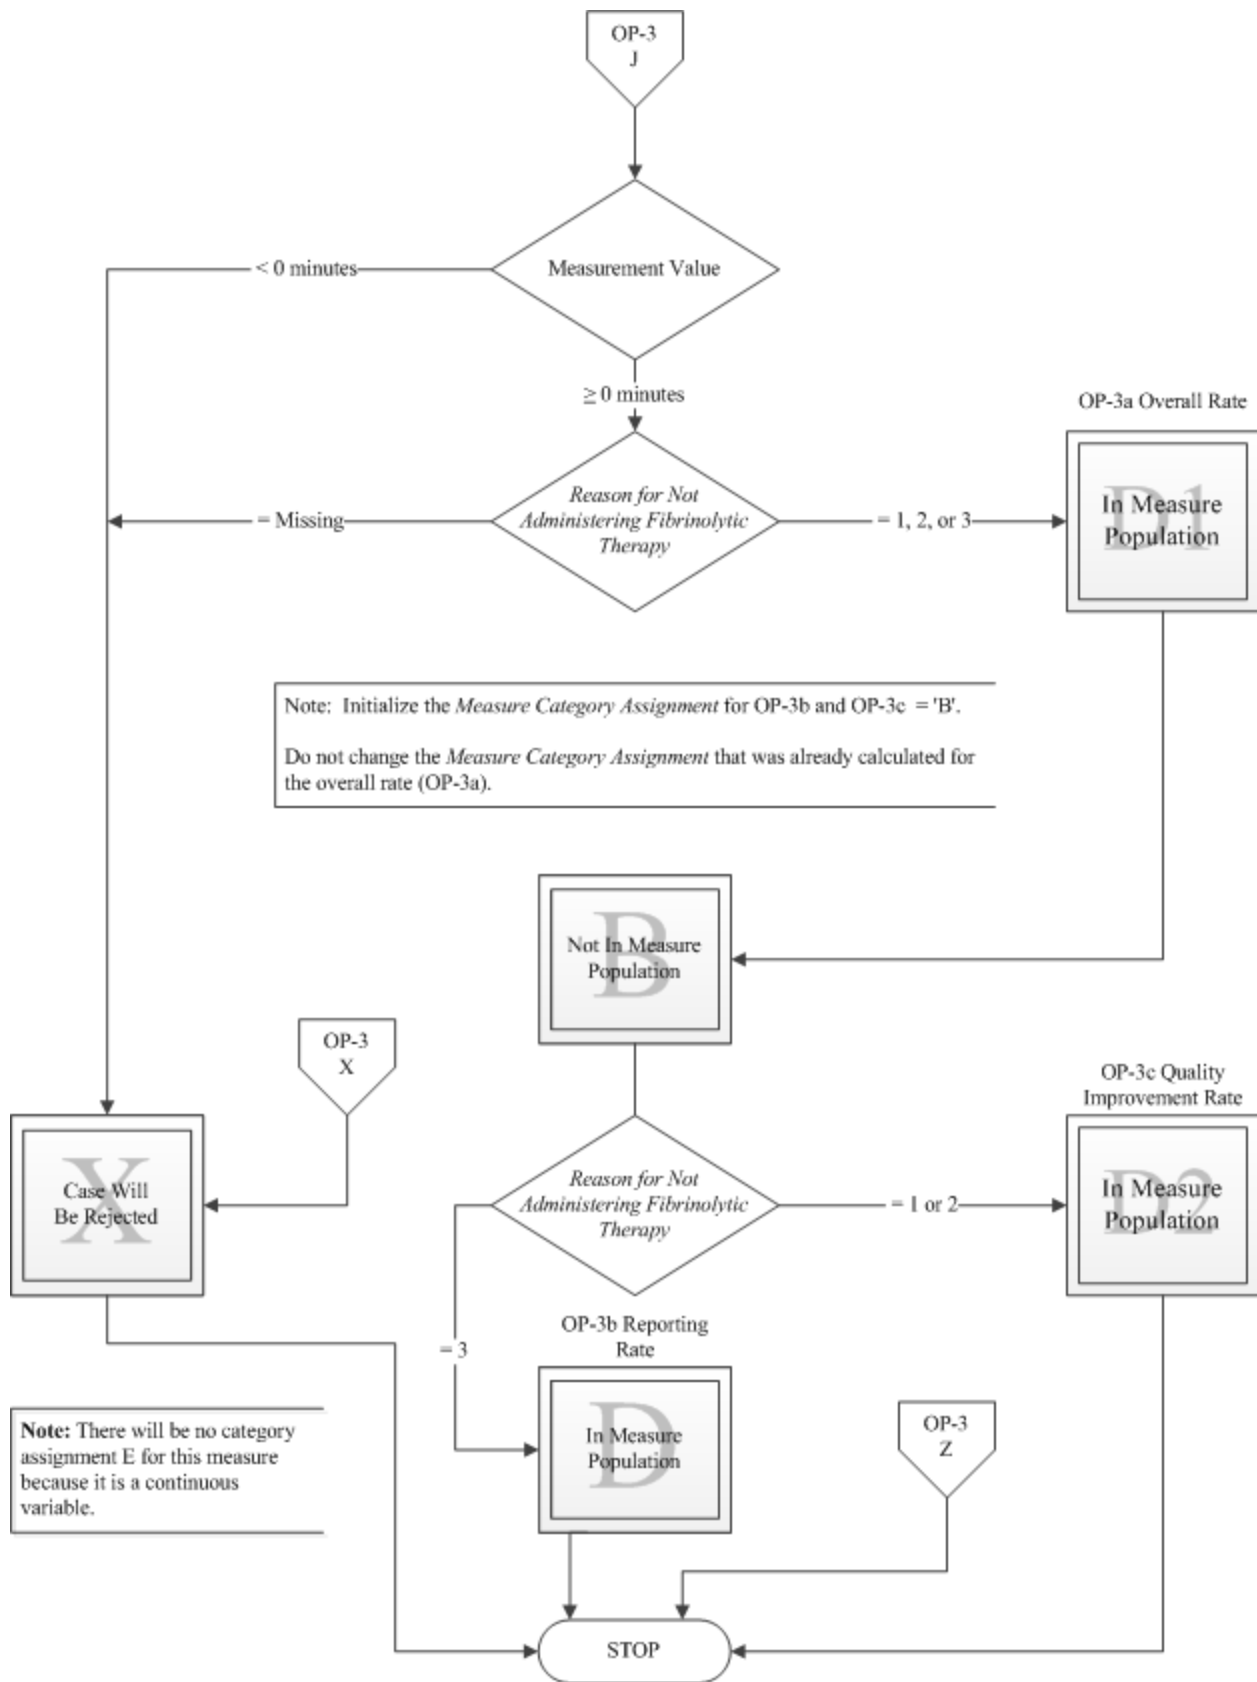 OP-3
J
Measurement Value
< 0 minutes
≥ 0 minutes
OP-3a Overall Rate
Reason for Not
Administering Fibrinolytic
Therapy
= Missing
= 1, 2, or 3
D1
In Measure
Population
Note: Initialize the Measure Category Assignment for OP-3b and OP-3c = 'B'.
Do not change the Measure Category Assignment that was already calculated for
the overall rate (OP-3a).
B
Not In Measure
Population
OP-3
X
OP-3c Quality
Improvement Rate
X
Case Will
Be Rejected
Reason for Not
Administering Fibrinolytic
Therapy
= 1 or 2
D2
In Measure
Population
= 3
OP-3b Reporting
Rate
D
In Measure
Population
OP-3
Z
Note: There will be no category
assignment E for this measure
because it is a continuous
variable.
STOP